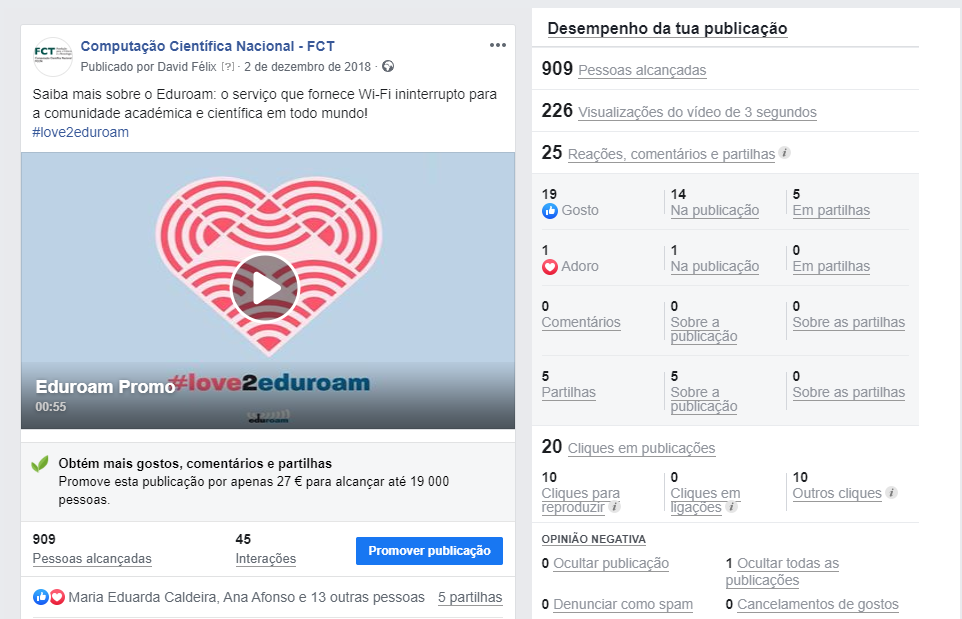 FCT
Computação Científica Nacional - FCT
Publicado por David Félix [?] · 2 de dezembro de 2018 ·
Saiba mais sobre o Eduroam: o serviço que fornece Wi-Fi ininterrupto para
a comunidade académica e científica em todo mundo!
#love2eduroam
#love2eduroam
Eduroam Promo
00:55
eduroam
Obtém mais gostos, comentários e partilhas
Promove esta publicação por apenas 27 € para alcançar até 19 000
pessoas.
909
Pessoas alcançadas
45
Interações
Promover publicação
Maria Eduarda Caldeira, Ana Afonso e 13 outras pessoas
5 partilhas
Desempenho da tua publicação
909 Pessoas alcançadas
226 Visualizações do vídeo de 3 segundos
25 Reações, comentários e partilhas
19
Gosto
14
Na publicação
5
Em partilhas
1
Adoro
1
Na publicação
0
Em partilhas
0
Comentários
0
Sobre a
publicação
0
Sobre as partilhas
5
Partilhas
5
Sobre a
publicação
0
Sobre as partilhas
20 Cliques em publicações
10
Cliques para
reproduzir
0
Cliques em
ligações
10
Outros cliques
OPINIÃO NEGATIVA
0 Ocultar publicação
1 Ocultar todas as
publicações
0 Denunciar como spam
0 Cancelamentos de gostos